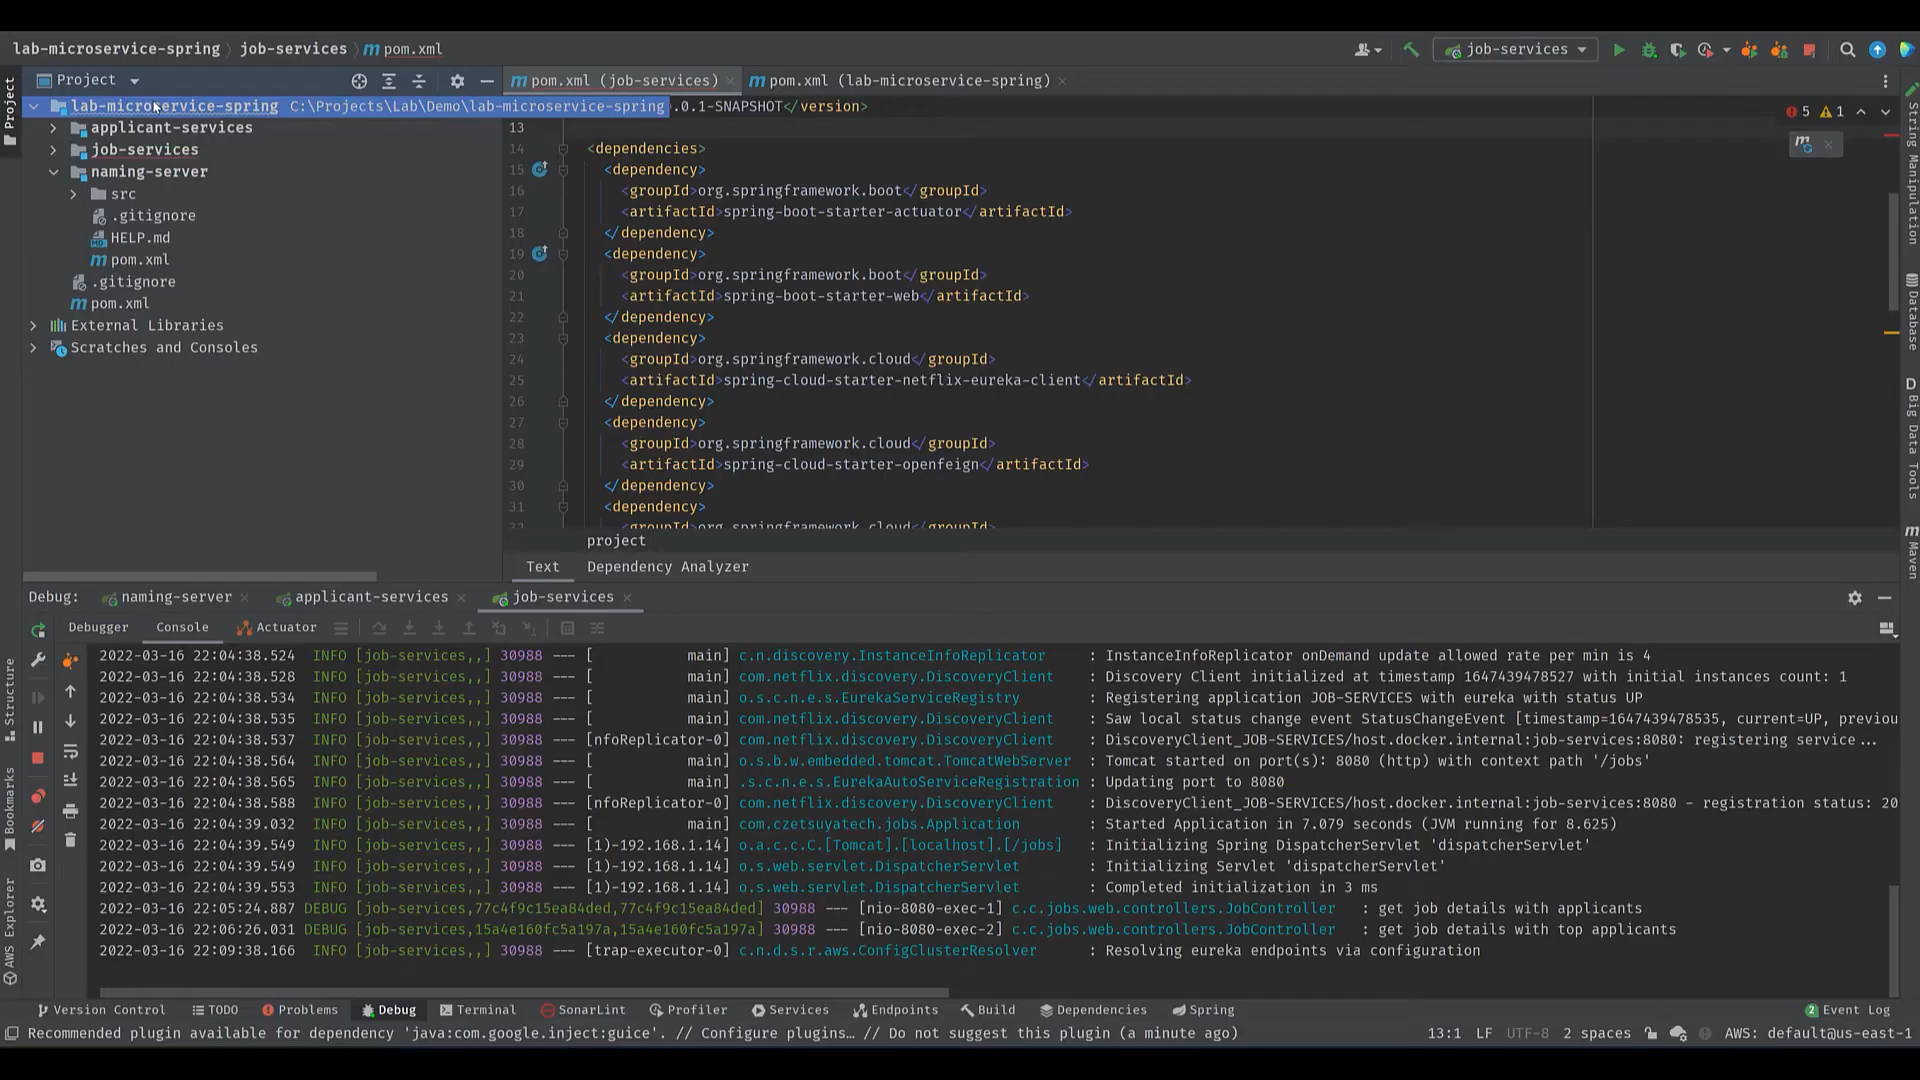 lab-microservice-spring job-services pom.xml
job-services
Project
pom.xml (job-services)
pom.xml (lab-microservice-spring)
Project
lab-microservice-spring C:\Projects\Lab\Demo\lab-microservice-spring
applicant-services
job-services
naming-server
src
.gitignore
HELP.md
pom.xml
.gitignore
pom.xml
External Libraries
Scratches and Consoles
.0.1-SNAPSHOT</version>
5 1
13
14 <dependencies>
15 <dependency>
16 <groupId>org.springframework.boot</groupId>
17 <artifactId>spring-boot-starter-actuator</artifactId>
18 </dependency>
19 <dependency>
20 <groupId>org.springframework.boot</groupId>
21 <artifactId>spring-boot-starter-web</artifactId>
22 </dependency>
23 <dependency>
24 <groupId>org.springframework.cloud</groupId>
25 <artifactId>spring-cloud-starter-netflix-eureka-client</artifactId>
26 </dependency>
27 <dependency>
28 <groupId>org.springframework.cloud</groupId>
29 <artifactId>spring-cloud-starter-openfeign</artifactId>
30 </dependency>
31 <dependency>
32 <groupId>org.springframework.cloud</groupId>
project
Text Dependency Analyzer
String Manipulation
Database
D Big Data Tools
Maven
Debug: naming-server applicant-services job-services
Debugger Console Actuator
2022-03-16 22:04:38.524 INFO [job-services,,] 30988 --- [ main] c.n.discovery.InstanceInfoReplicator : InstanceInfoReplicator onDemand update allowed rate per min is 4
2022-03-16 22:04:38.528 INFO [job-services,,] 30988 --- [ main] com.netflix.discovery.DiscoveryClient : Discovery Client initialized at timestamp 1647439478527 with initial instances count: 1
2022-03-16 22:04:38.534 INFO [job-services,,] 30988 --- [ main] o.s.c.n.e.s.EurekaServiceRegistry : Registering application JOB-SERVICES with eureka with status UP
2022-03-16 22:04:38.535 INFO [job-services,,] 30988 --- [ main] com.netflix.discovery.DiscoveryClient : Saw local status change event StatusChangeEvent [timestamp=1647439478535, current=UP, previou
2022-03-16 22:04:38.537 INFO [job-services,,] 30988 --- [nfoReplicator-0] com.netflix.discovery.DiscoveryClient : DiscoveryClient_JOB-SERVICES/host.docker.internal:job-services:8080: registering service...
2022-03-16 22:04:38.564 INFO [job-services,,] 30988 --- [ main] o.s.b.w.embedded.tomcat.TomcatWebServer : Tomcat started on port(s): 8080 (http) with context path '/jobs'
2022-03-16 22:04:38.565 INFO [job-services,,] 30988 --- [ main] .s.c.n.e.s.EurekaAutoServiceRegistration : Updating port to 8080
2022-03-16 22:04:38.588 INFO [job-services,,] 30988 --- [nfoReplicator-0] com.netflix.discovery.DiscoveryClient : DiscoveryClient_JOB-SERVICES/host.docker.internal:job-services:8080 - registration status: 20
2022-03-16 22:04:39.032 INFO [job-services,,] 30988 --- [ main] com.czetsuyatech.jobs.Application : Started Application in 7.079 seconds (JVM running for 8.625)
2022-03-16 22:04:39.549 INFO [job-services,,] 30988 --- [1)-192.168.1.14] o.a.c.c.C.[Tomcat].[localhost].[/jobs] : Initializing Spring DispatcherServlet 'dispatcherServlet'
2022-03-16 22:04:39.549 INFO [job-services,,] 30988 --- [1)-192.168.1.14] o.s.web.servlet.DispatcherServlet : Initializing Servlet 'dispatcherServlet'
2022-03-16 22:04:39.553 INFO [job-services,,] 30988 --- [1)-192.168.1.14] o.s.web.servlet.DispatcherServlet : Completed initialization in 3 ms
2022-03-16 22:05:24.887 DEBUG [job-services,77c4f9c15ea84ded,77c4f9c15ea84ded] 30988 --- [nio-8080-exec-1] c.c.jobs.web.controllers.JobController : get job details with applicants
2022-03-16 22:06:26.031 DEBUG [job-services,15a4e160fc5a197a,15a4e160fc5a197a] 30988 --- [nio-8080-exec-2] c.c.jobs.web.controllers.JobController : get job details with top applicants
2022-03-16 22:09:38.166 INFO [job-services,,] 30988 --- [trap-executor-0] c.n.d.s.r.aws.ConfigClusterResolver : Resolving eureka endpoints via configuration
Structure
Bookmarks
AWS Explorer
Version Control TODO Problems Debug Terminal SonarLint Profiler Services Endpoints Build Dependencies Spring 2 Event Log
Recommended plugin available for dependency 'java:com.google.inject:guice'. // Configure plugins... // Do not suggest this plugin (a minute ago) 13:1 LF UTF-8 2 spaces AWS: default@us-east-1